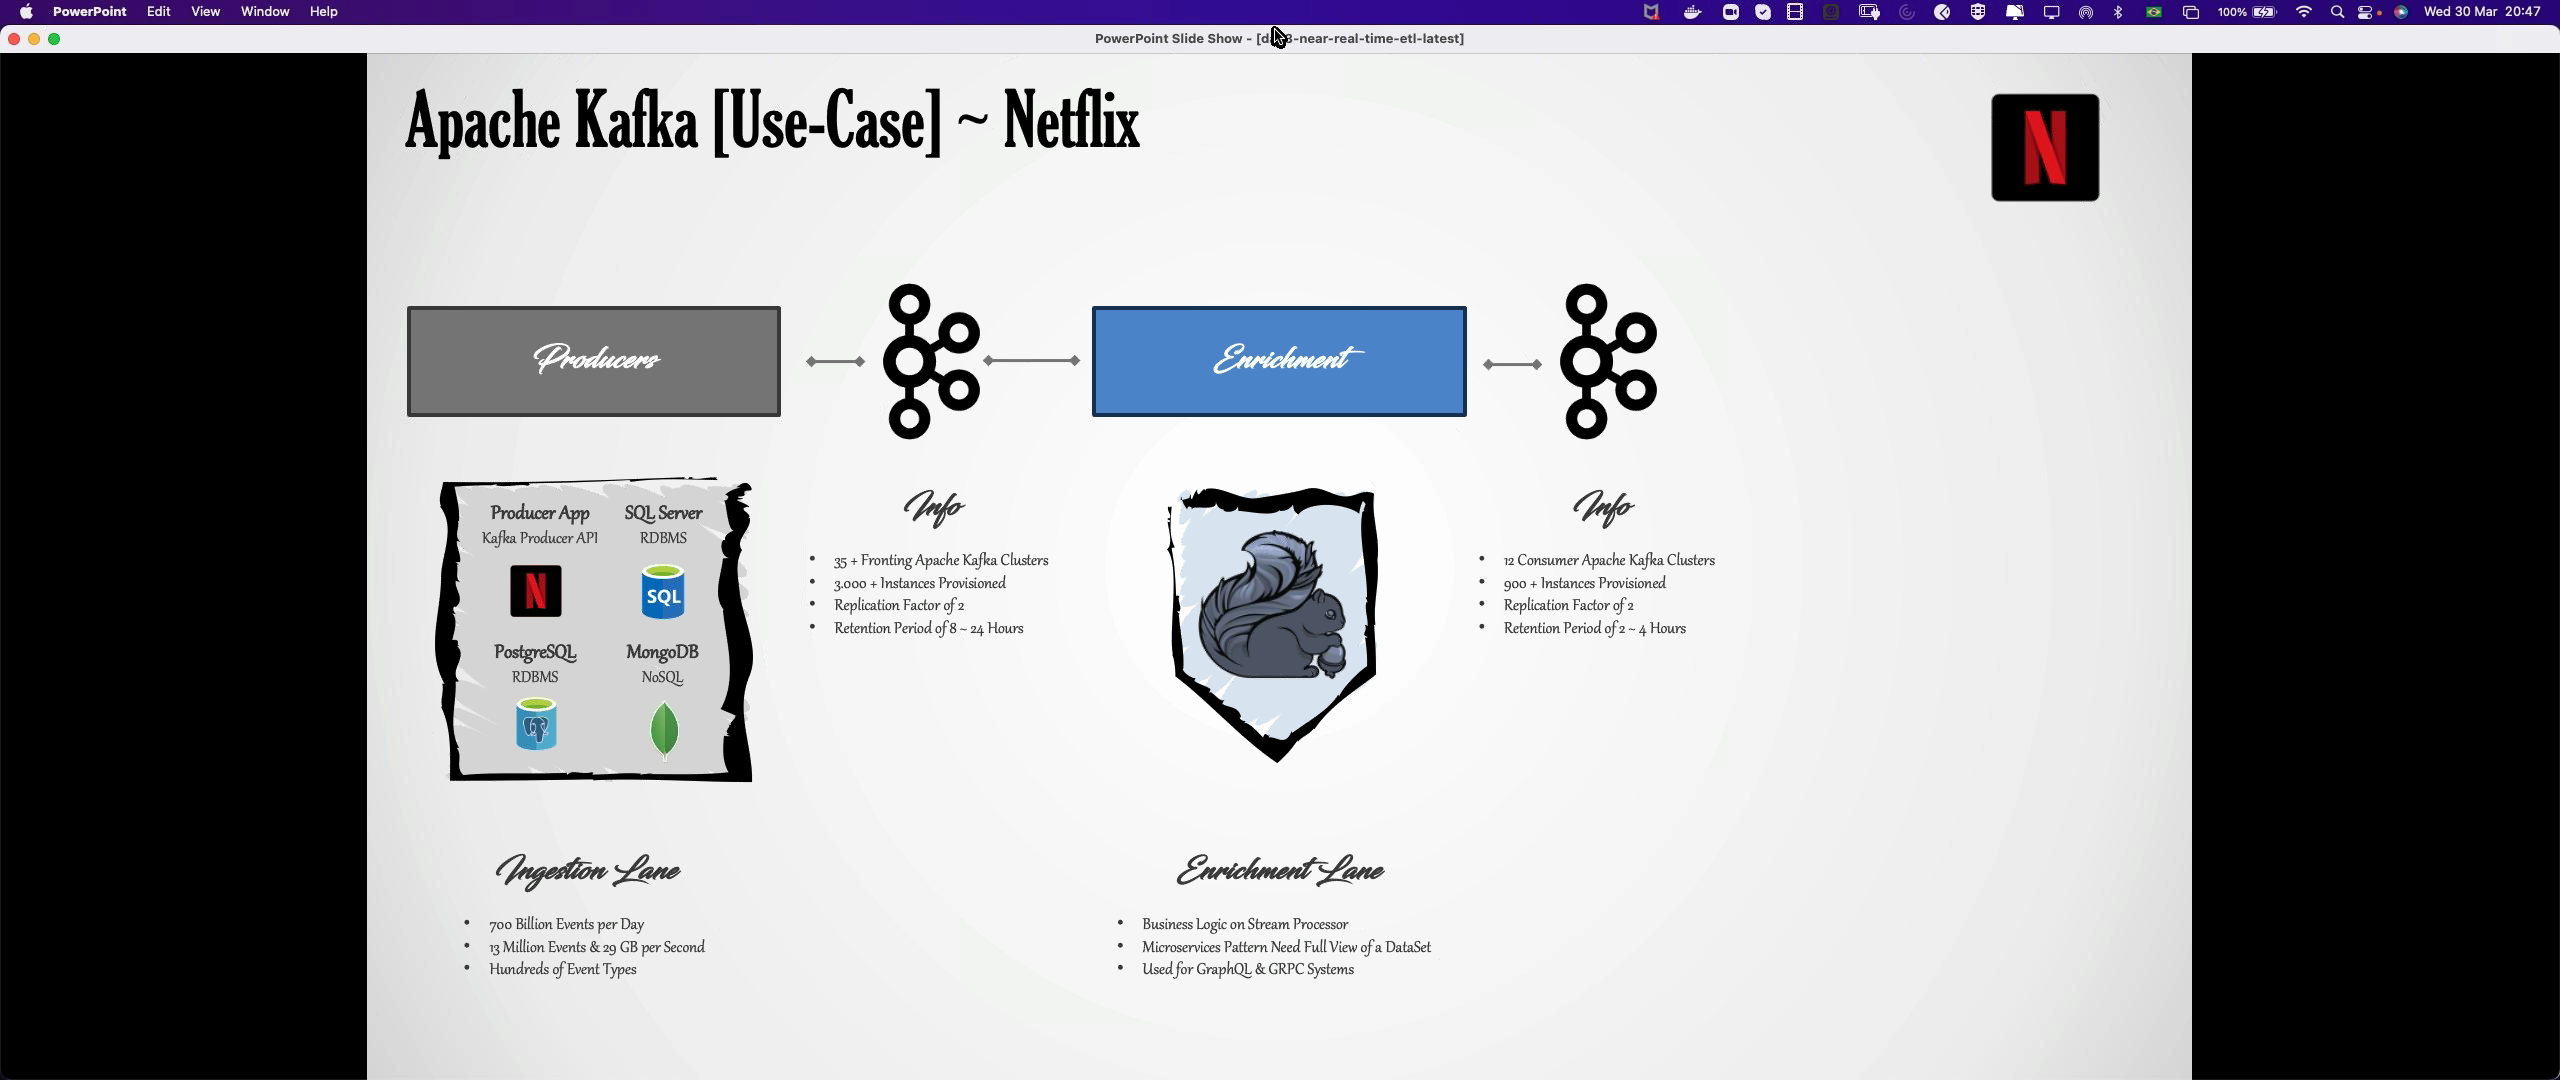 PowerPoint Edit View Window Help
100% Wed 30 Mar 20:47
PowerPoint Slide Show - [d 3-near-real-time-etl-latest]
Apache Kafka [Use-Case] ~ Netflix
N
Producers
Enrichment
Producer App
Kafka Producer API
SQL Server
RDBMS
N
SQL
PostgreSQL
RDBMS
MongoDB
NoSQL
Info
• 35 + Fronting Apache Kafka Clusters
• 3.000 + Instances Provisioned
• Replication Factor of 2
• Retention Period of 8 ~ 24 Hours
Info
• 12 Consumer Apache Kafka Clusters
• 900 + Instances Provisioned
• Replication Factor of 2
• Retention Period of 2 ~ 4 Hours
Ingestion Lane
• 700 Billion Events per Day
• 13 Million Events & 29 GB per Second
• Hundreds of Event Types
Enrichment Lane
• Business Logic on Stream Processor
• Microservices Pattern Need Full View of a DataSet
• Used for GraphQL & GRPC Systems